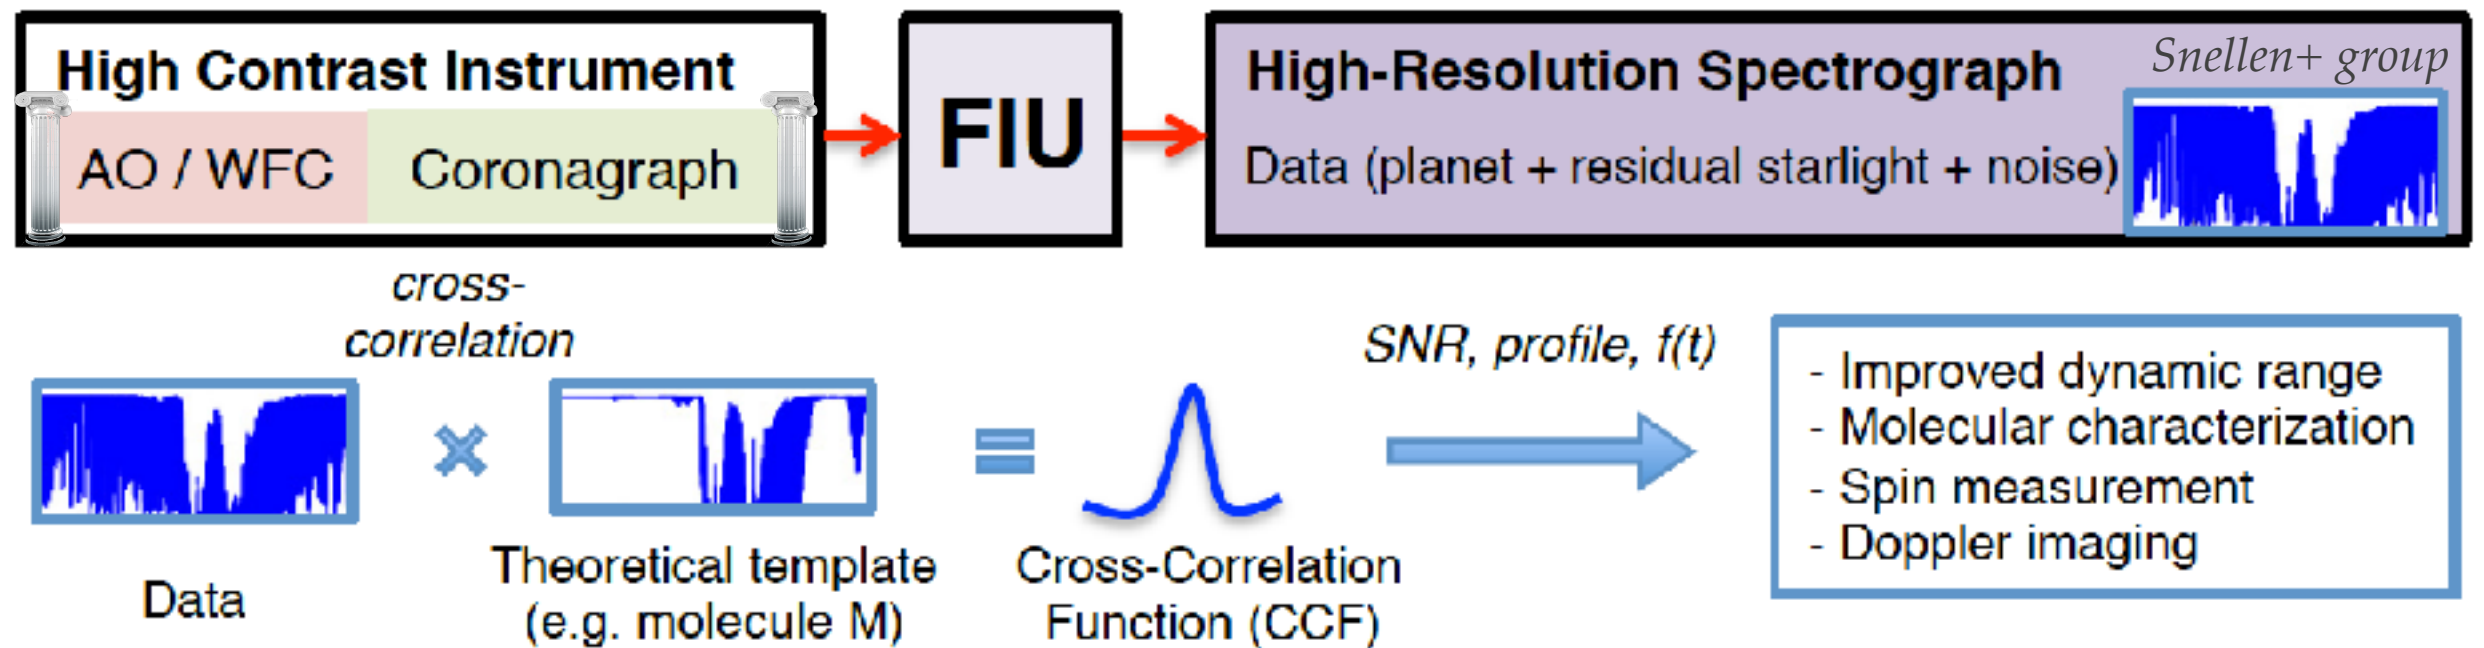 High Contrast Instrument
AO / WFC
Coronagraph
FIU
High-Resolution Spectrograph
Snellen+ group
Data (planet + residual starlight + noise)
cross-
correlation
Data
Theoretical template
(e.g. molecule M)
Cross-Correlation
Function (CCF)
SNR, profile, f(t)
- Improved dynamic range
- Molecular characterization
- Spin measurement
- Doppler imaging